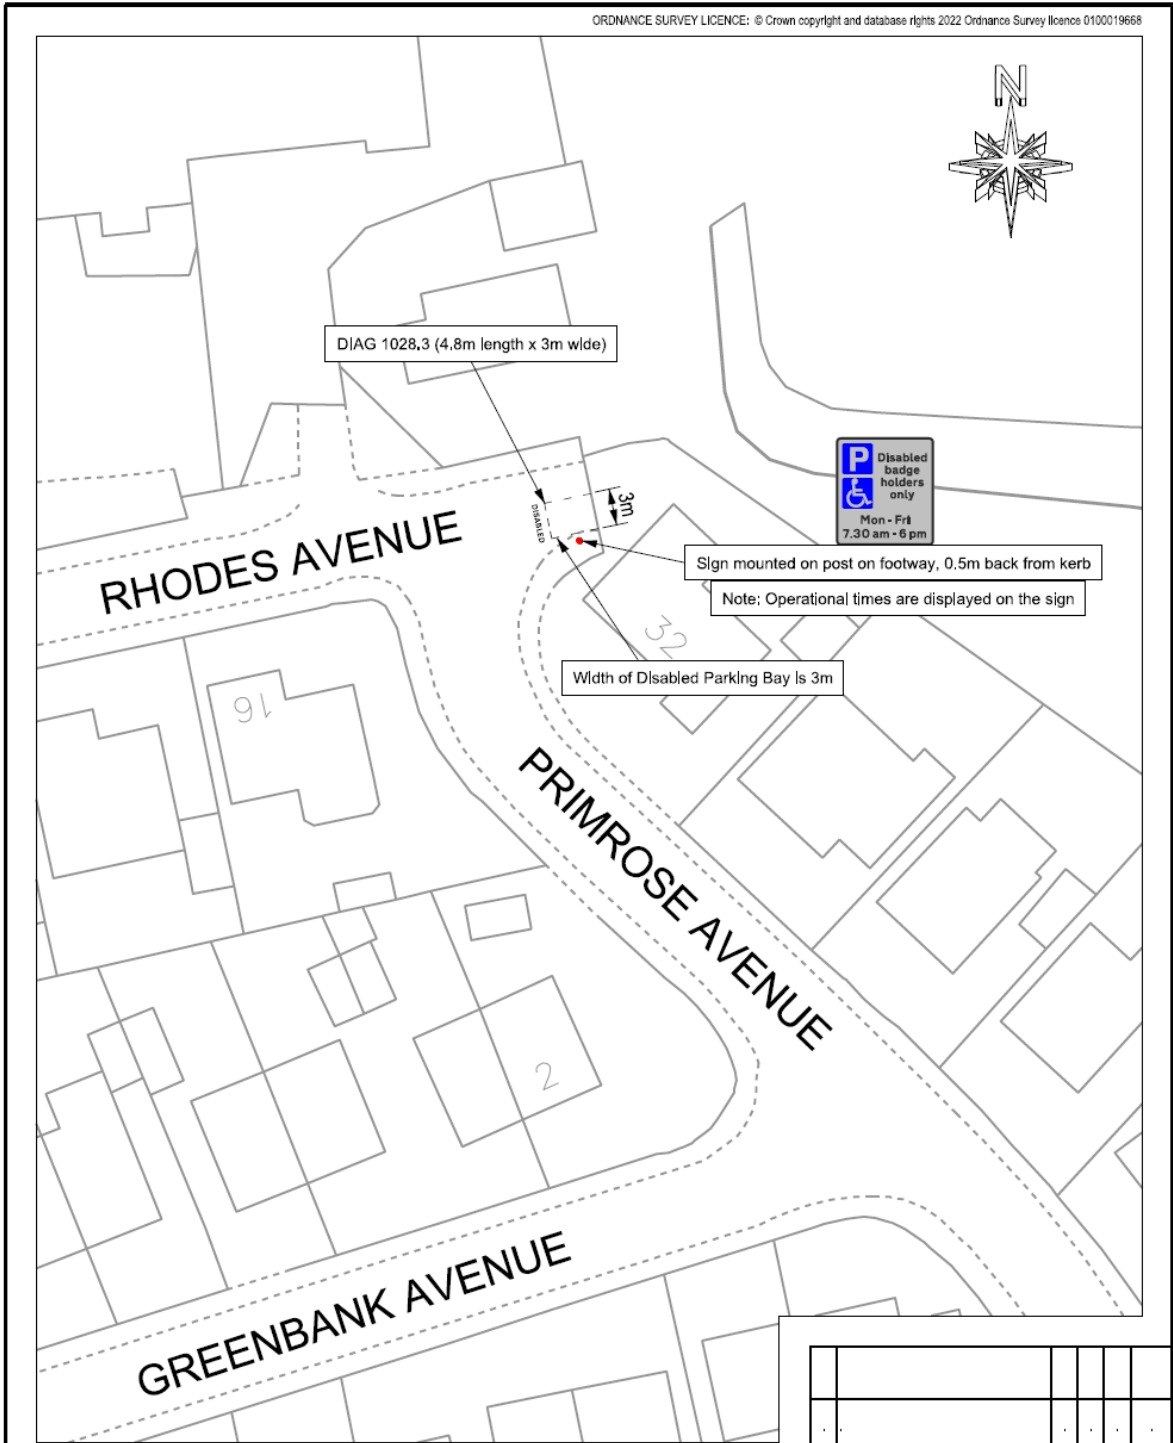 ORDNANCE SURVEY LICENCE: © Crown copyright and database rights 2022 Ordnance Survey licence 0100019668
N
DIAG 1028.3 (4.8m length x 3m wide)
P
Disabled
badge
holders
only
Mon - Fri
7.30 am - 6 pm
DISABLED
3m
RHODES AVENUE
Sign mounted on post on footway, 0.5m back from kerb
Note: Operational times are displayed on the sign
32
Width of Disabled Parking Bay is 3m
16
PRIMROSE AVENUE
2
GREENBANK AVENUE